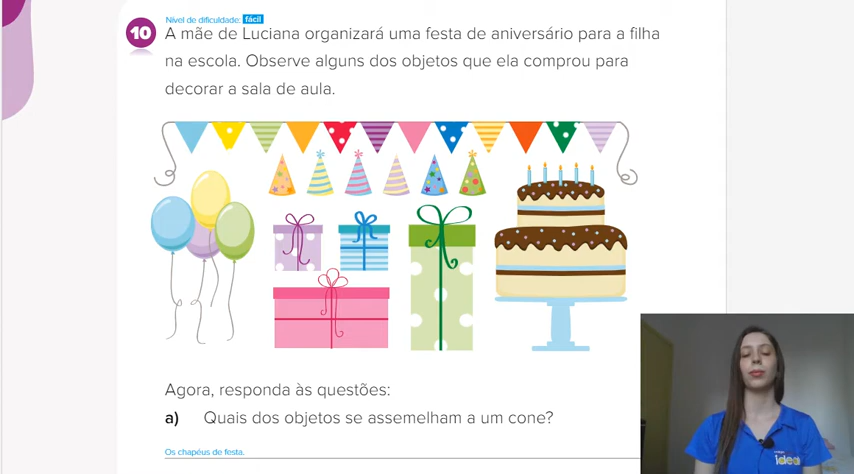 Nível de dificuldade: fácil
10 A mãe de Luciana organizará uma festa de aniversário para a filha
na escola. Observe alguns dos objetos que ela comprou para
decorar a sala de aula.
Agora, responda às questões:
a) Quais dos objetos se assemelham a um cone?
Os chapéus de festa.
idea